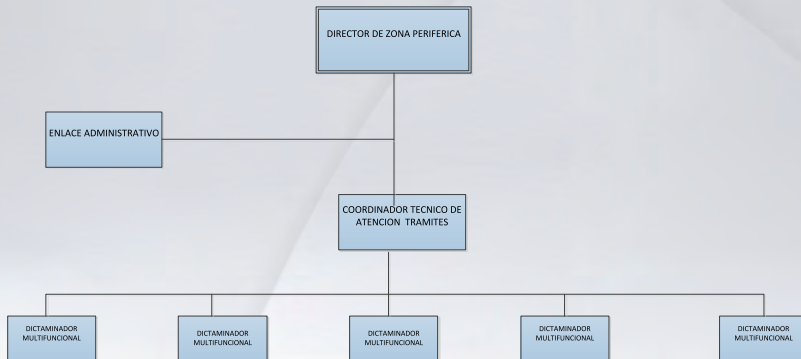 DIRECTOR DE ZONA PERIFERICA
ENLACE ADMINISTRATIVO
COORDINADOR TECNICO DE
ATENCION TRAMITES
DICTAMINADOR
MULTIFUNCIONAL
DICTAMINADOR
MULTIFUNCIONAL
DICTAMINADOR
MULTIFUNCIONAL
DICTAMINADOR
MULTIFUNCIONAL
DICTAMINADOR
MULTIFUNCIONAL